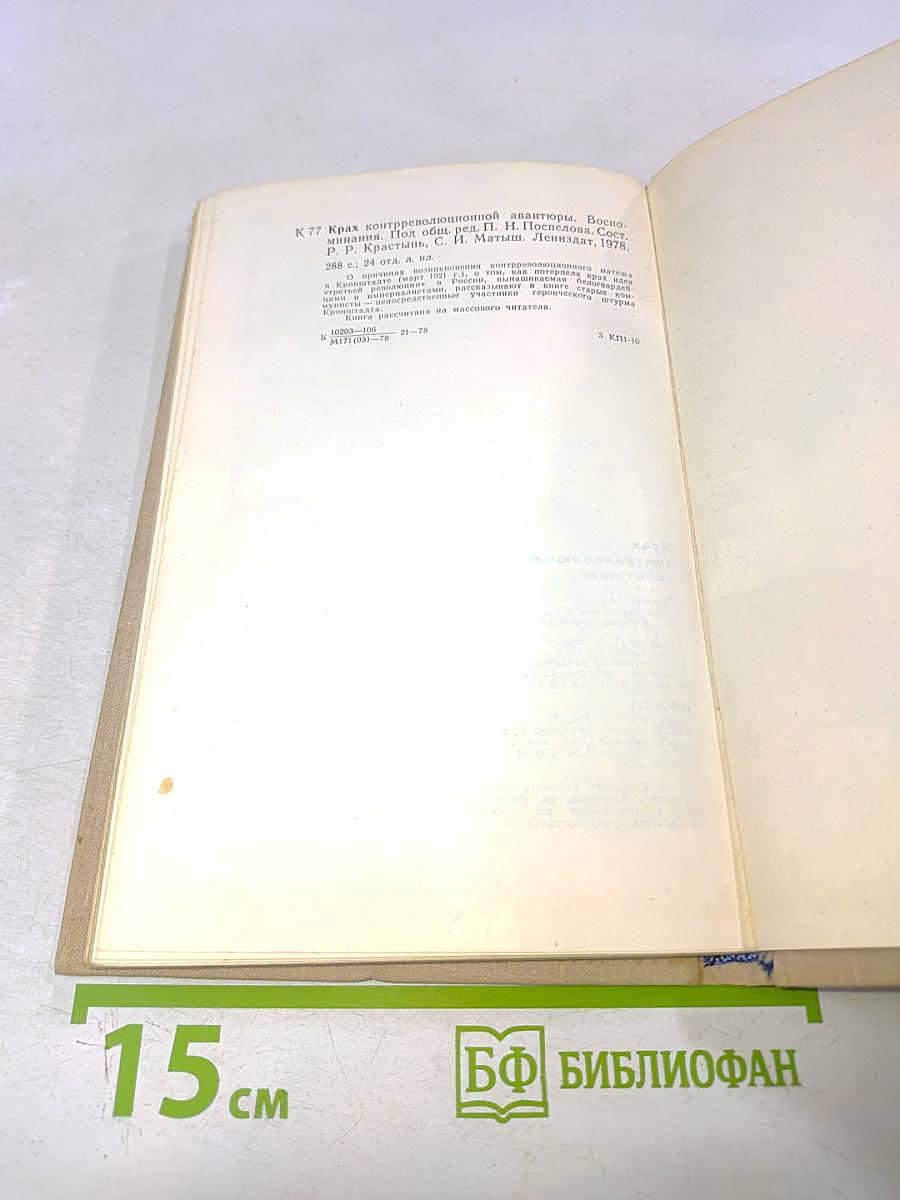 К 77 Крах контрреволюционной авантюры. Воспо-
минания. Под общ. ред. П. Н. Поспелова. Сост.
Р. Р. Крастынь, С. И. Матыш. Лениздат, 1978.
288 с.; 24 отд. л. ил.
О причинах возникновения контрреволюционного мятежа
в Кронштадте (март 1921 г.), о том, как потерпела крах идея
«третьей революции» в России, вынашиваемая белогвардей-
цами и империалистами, рассказывают в книге старые ком-
мунисты — непосредственные участники героического штурма
Кронштадта.
Книга рассчитана на массового читателя.
К 10203—106
М171(03)—78 21—78
3 КП1-10
15 см
БФ БИБЛИОФАН